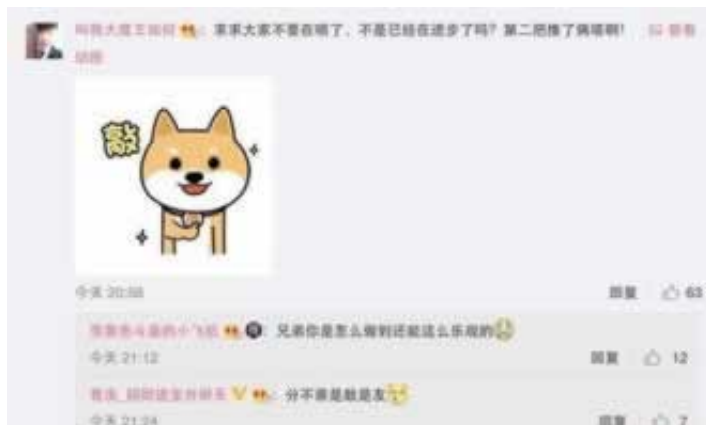 求求大家不要在喷了，不是已经在进步了吗？第二把推了俩塔啊！
敲
今天 20:58
回复 63
兄弟你是怎么做到还能这么乐观的
今天 21:12
回复 12
分不清是敌是友
今天 21:24
回复 7